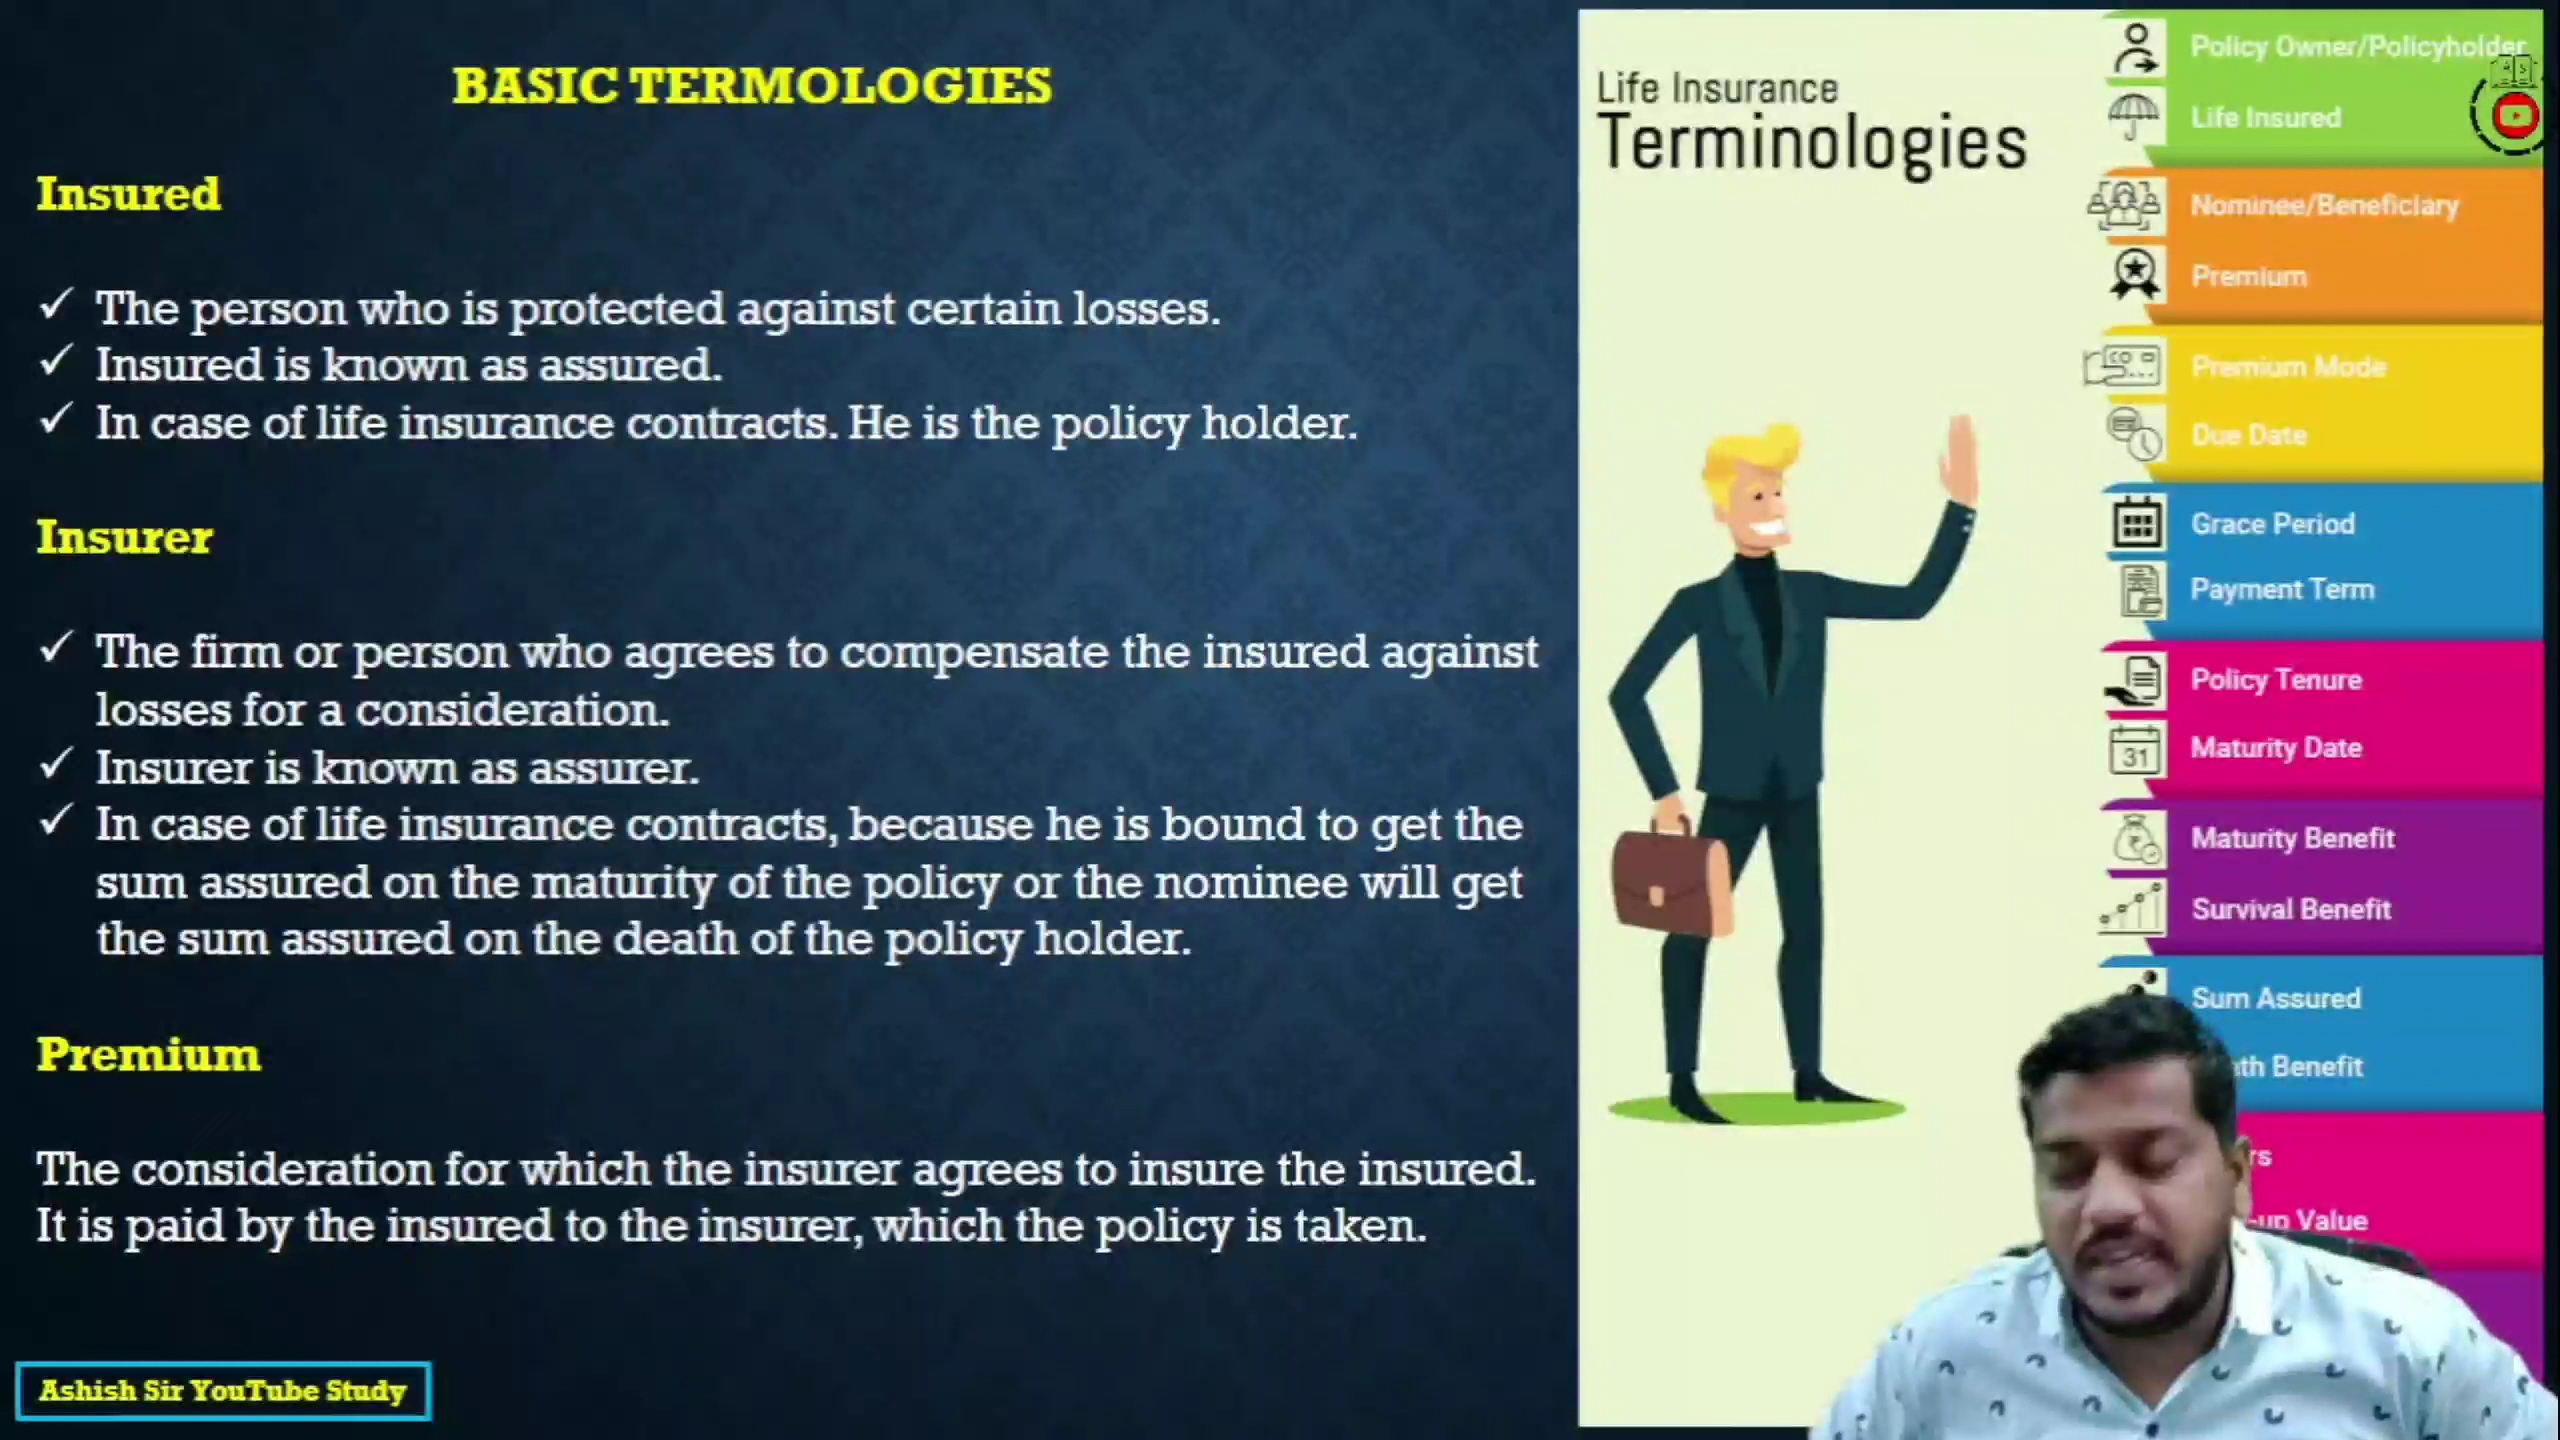 BASIC TERMOLOGIES
Insured
✓ The person who is protected against certain losses.
✓ Insured is known as assured.
✓ In case of life insurance contracts. He is the policy holder.
Insurer
✓ The firm or person who agrees to compensate the insured against
losses for a consideration.
✓ Insurer is known as assurer.
✓ In case of life insurance contracts, because he is bound to get the
sum assured on the maturity of the policy or the nominee will get
the sum assured on the death of the policy holder.
Premium
The consideration for which the insurer agrees to insure the insured.
It is paid by the insured to the insurer, which the policy is taken.
Ashish Sir YouTube Study
Life Insurance
Terminologies
Policy Owner/Policyholder
Life Insured
Nominee/Beneficiary
Premium
Premium Mode
Due Date
Grace Period
Payment Term
Policy Tenure
31
Maturity Date
Maturity Benefit
Survival Benefit
Sum Assured
Benefit
Value